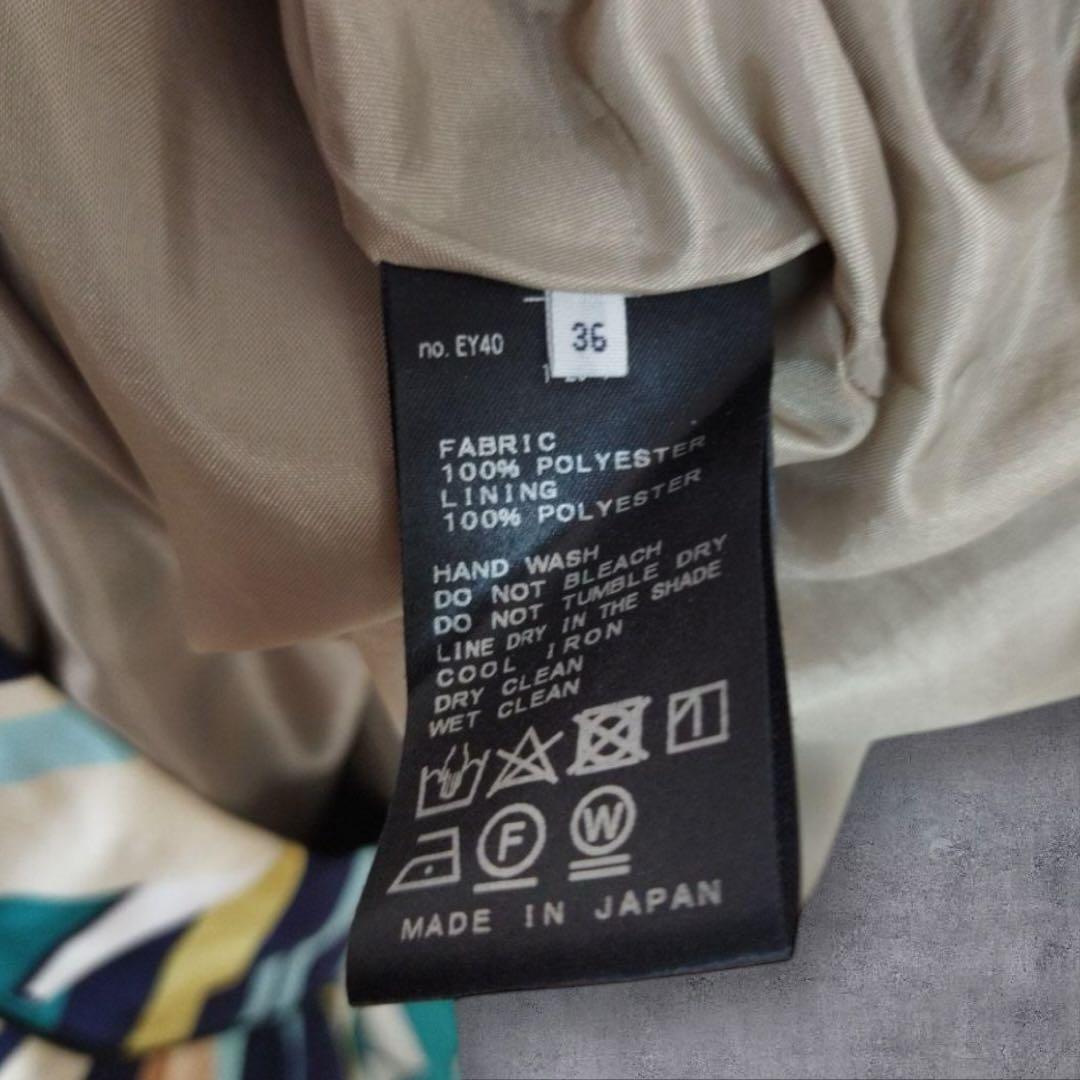 no. EY40
36
FABRIC
100% POLYESTER
LINING
100% POLYESTER
HAND WASH
DO NOT BLEACH
DO NOT TUMBLE DRY
LINE DRY IN THE SHADE
COOL IRON
DRY CLEAN
WET CLEAN
F
W
MADE IN JAPAN